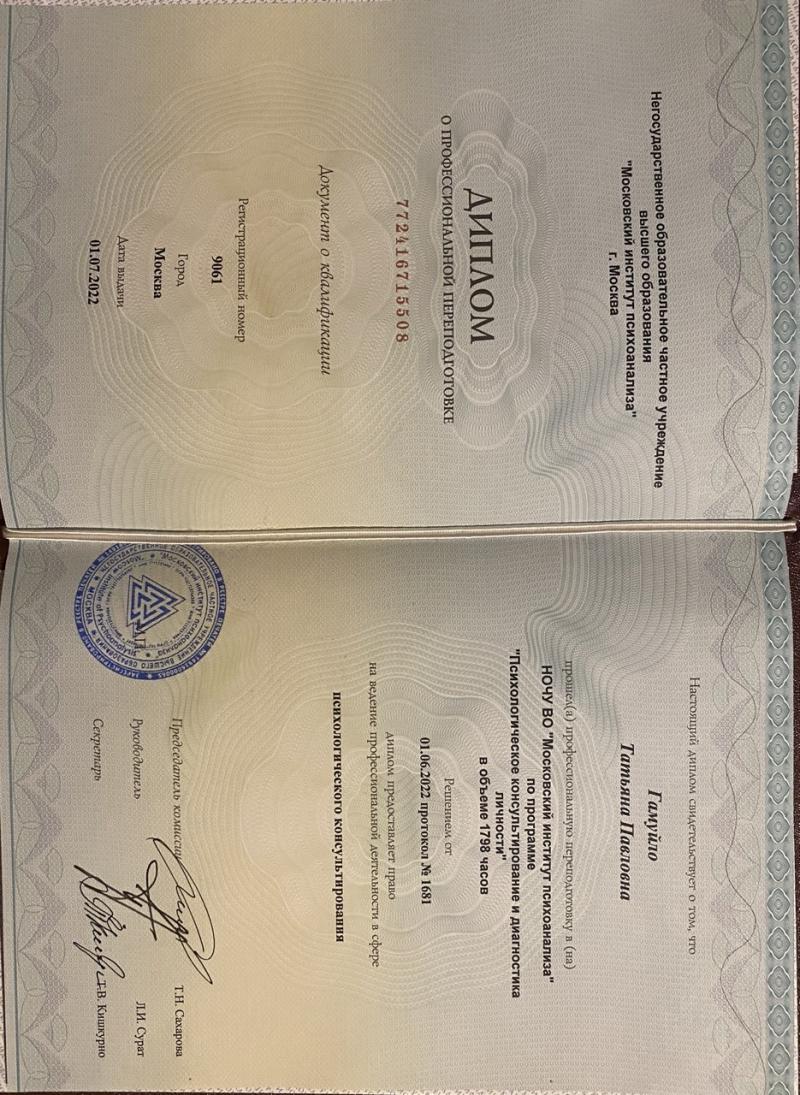 Негосударственное образовательное частное учреждение
высшего образования
"Московский институт психоанализа"
г. Москва
ДИПЛОМ
О ПРОФЕССИОНАЛЬНОЙ ПЕРЕПОДГОТОВКЕ
772416715508
Документ о квалификации
Регистрационный номер
9061
Город
Москва
Дата выдачи
01.07.2022
Настоящий диплом свидетельствует о том, что
Гамуйло
Татьяна Павловна
прошел(а) профессиональную переподготовку в (на)
НОЧУ ВО "Московский институт психоанализа"
по программе
"Психологическое консультирование и диагностика
личности"
в объеме 1798 часов
Решением от
01.06.2022 протокол № 1681
диплом предоставляет право
на ведение профессиональной деятельности в сфере
психологического консультирования
Председатель комиссии Т.Н. Сахарова
Руководитель Л.И. Сурат
Секретарь Т.В. Кишкурно